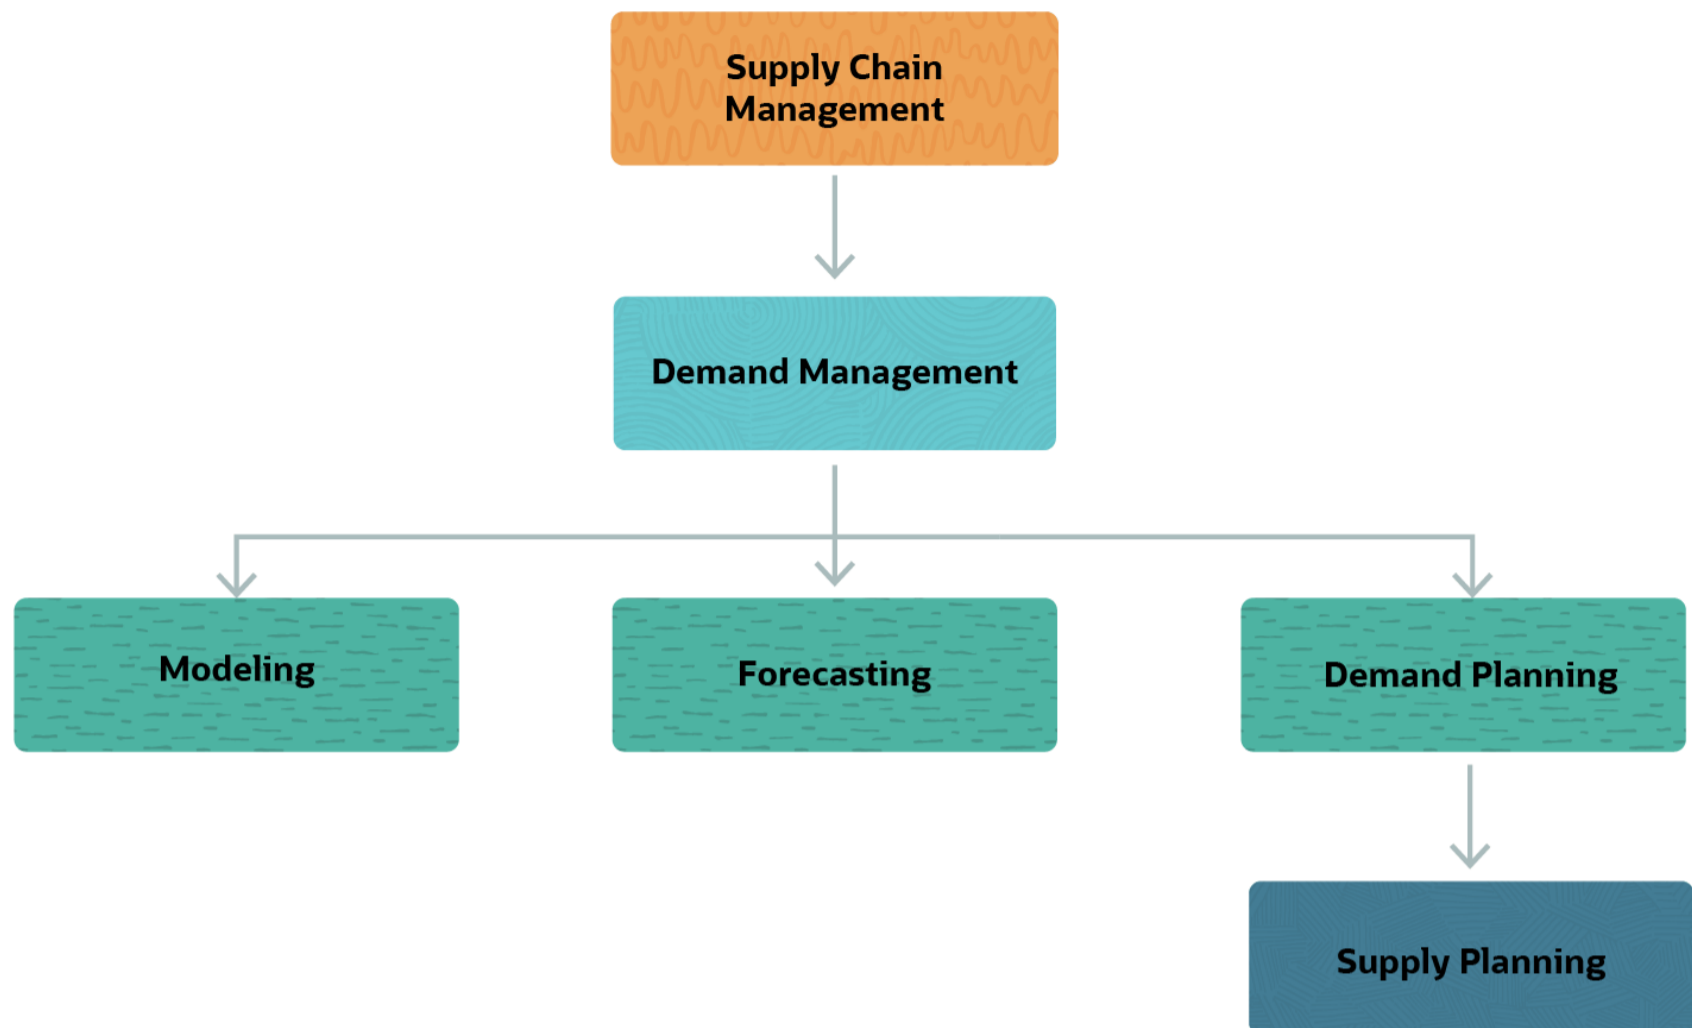 Supply Chain
Management
Demand Management
Modeling
Forecasting
Demand Planning
Supply Planning